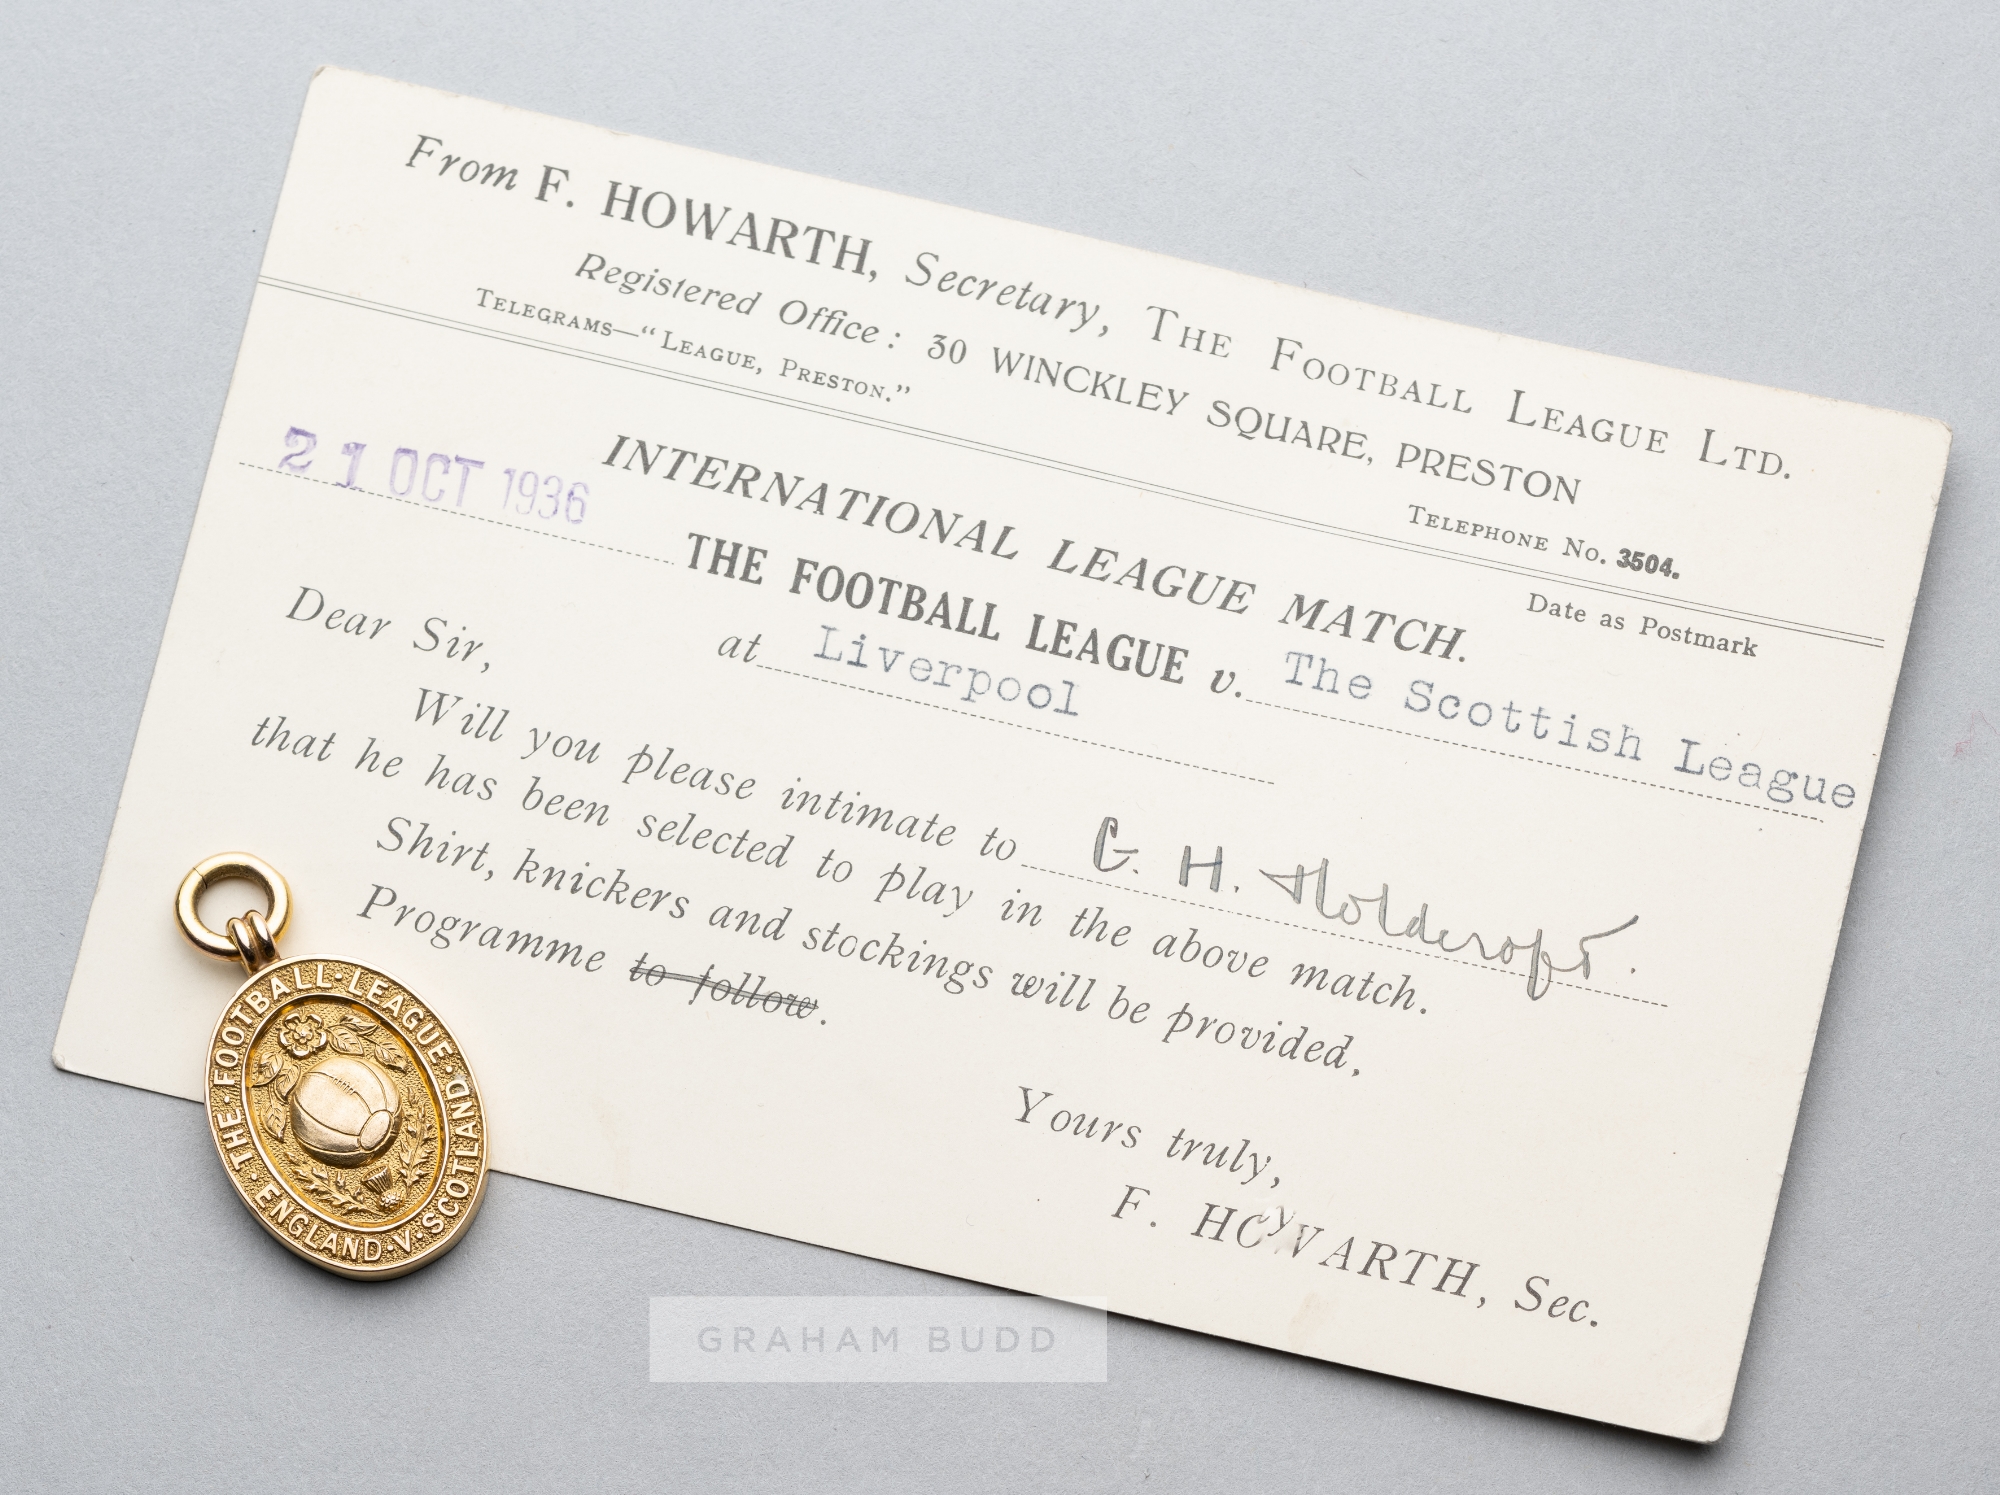 From F. HOWARTH, Secretary, THE FOOTBALL LEAGUE LTD.
Registered Office: 30 WINCKLEY SQUARE, PRESTON
TELEGRAMS—“LEAGUE, PRESTON.”
TELEPHONE No. 3504.
Date as Postmark
INTERNATIONAL LEAGUE MATCH.
21 OCT 1936
THE FOOTBALL LEAGUE v. The Scottish League
at Liverpool
Dear Sir,
Will you please intimate to G. H. Holdcroft.
that he has been selected to play in the above match.
Shirt, knickers and stockings will be provided.
Programme to follow.
Yours truly,
F. HOWARTH, Sec.
THE · FOOTBALL · LEAGUE ·
ENGLAND · V · SCOTLAND
GRAHAM BUDD